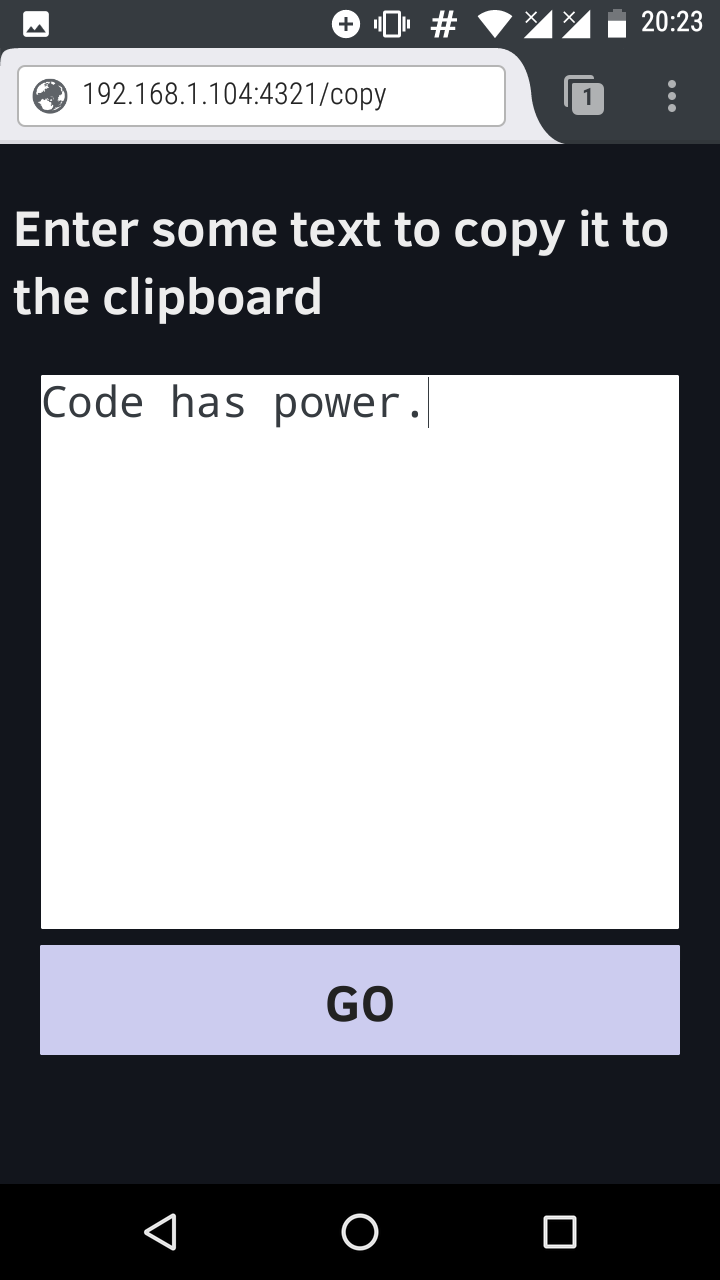 20:23
192.168.1.104:4321/copy
1
Enter some text to copy it to
the clipboard
Code has power.
GO